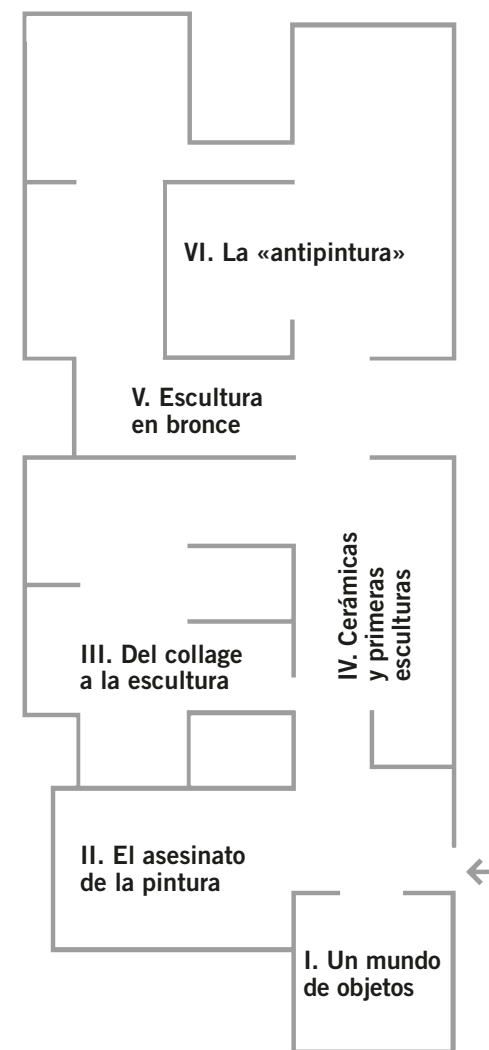 VI. La «antipintura»
V. Escultura
en bronce
IV. Cerámicas
y primeras
esculturas
III. Del collage
a la escultura
II. El asesinato
de la pintura
I. Un mundo
de objetos